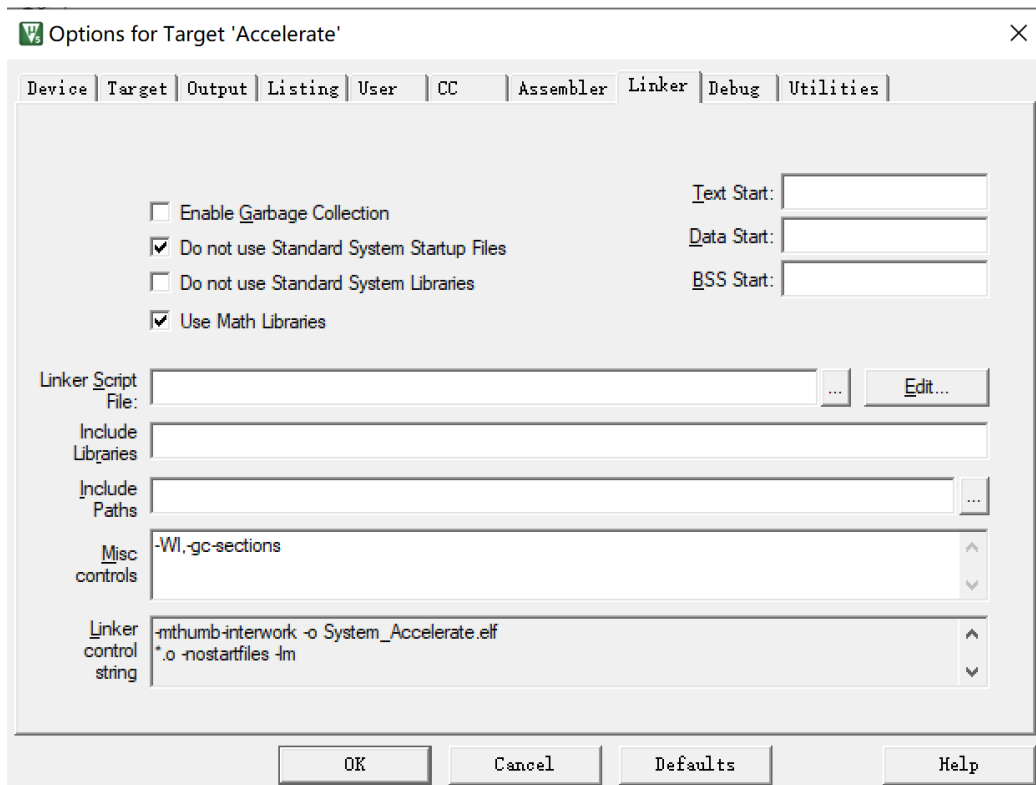 Options for Target 'Accelerate'
Device Target Output Listing User CC Assembler Linker Debug Utilities
Enable Garbage Collection
Do not use Standard System Startup Files
Do not use Standard System Libraries
Use Math Libraries
Text Start:
Data Start:
BSS Start:
Linker Script
File:
...
Edit...
Include
Libraries
Include
Paths
...
Misc
controls
-Wl,-gc-sections
Linker
control
string
-mthumb-interwork -o System_Accelerate.elf
*.o -nostartfiles -lm
OK Cancel Defaults Help